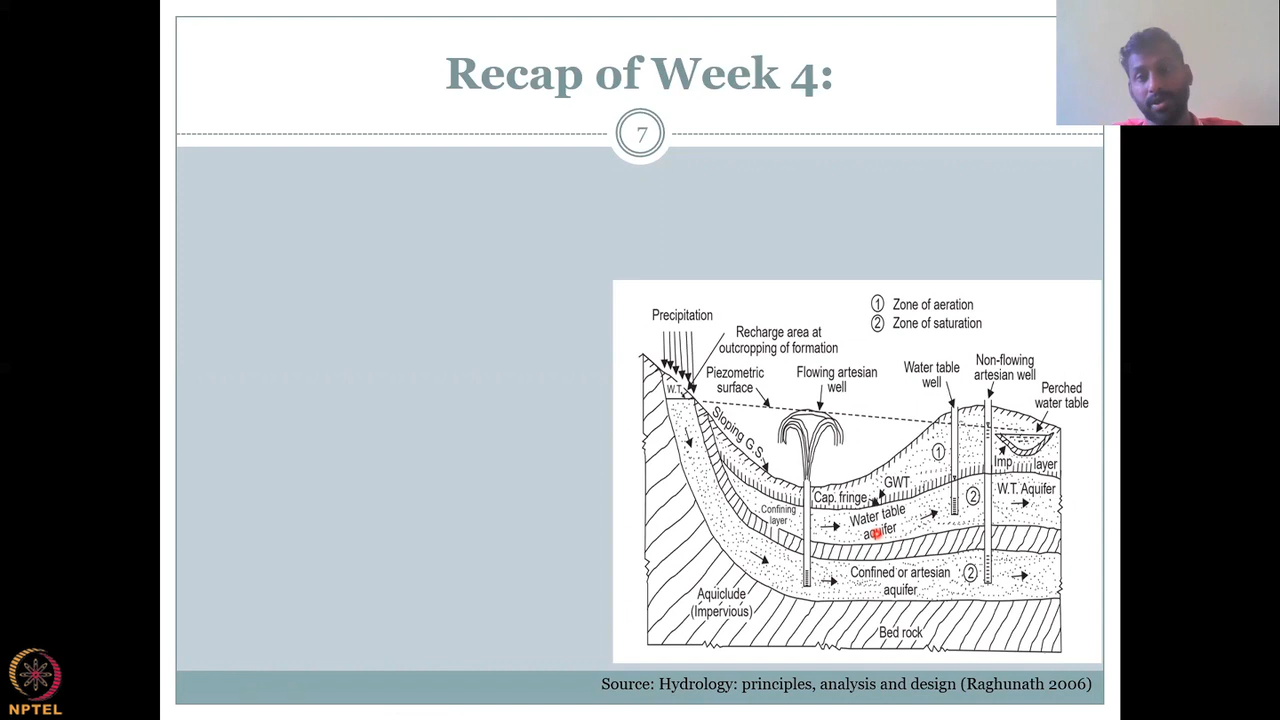 Recap of Week 4:
7
Precipitation
Recharge area at
outcropping of formation
1 Zone of aeration
2 Zone of saturation
Piezometric
surface
Flowing artesian
well
Water table
well
Non-flowing
artesian well
Perched
water table
W.T.
Sloping G.S.
1
Imp layer
Cap. fringe
GWT
2
W.T. Aquifer
Confining
layer
Water table
aquifer
Confined or artesian
aquifer
2
Aquiclude
(Impervious)
Bed rock
Source: Hydrology: principles, analysis and design (Raghunath 2006)
NPTEL